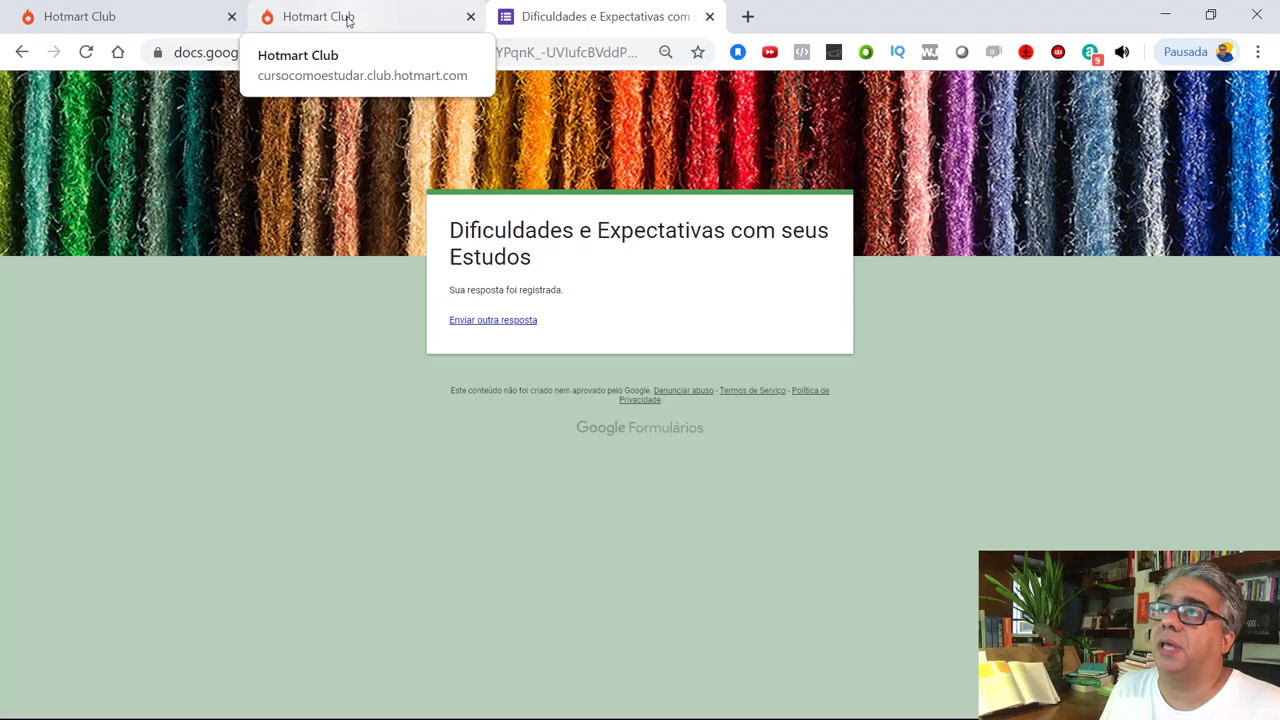 Hotmart Club
Hotmart Club
Dificuldades e Expectativas com s
docs.goog
YPqnK_-UVIufcBVddP...
Pausada
9
Hotmart Club
cursocomoestudar.club.hotmart.com
Dificuldades e Expectativas com seus
Estudos
Sua resposta foi registrada.
Enviar outra resposta
Este conteúdo não foi criado nem aprovado pelo Google. Denunciar abuso - Termos de Serviço - Política de
Privacidade
Google Formulários